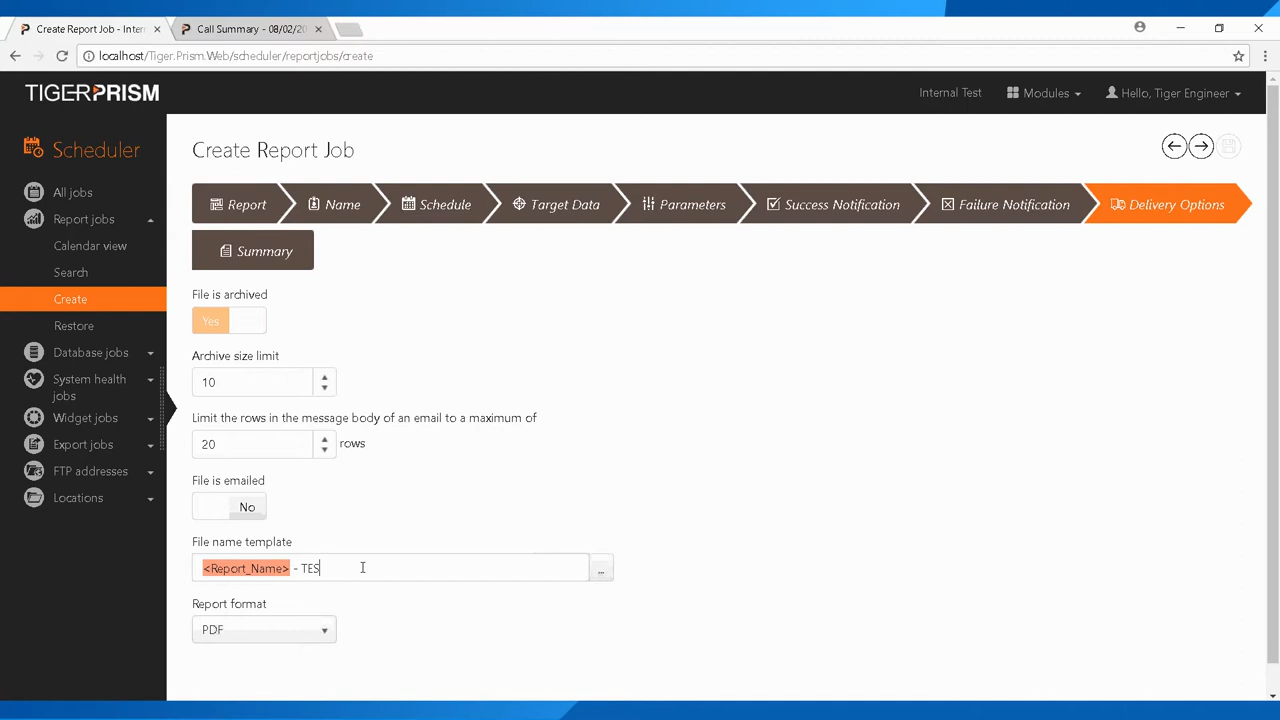 Create Report Job - Inter
Call Summary - 08/02/20
localhost/Tiger.Prism.Web/scheduler/reportjobs/create
TIGERPRISM
Internal Test
Modules
Hello, Tiger Engineer
Scheduler
All jobs
Report jobs
Calendar view
Search
Create
Restore
Database jobs
System health
jobs
Widget jobs
Export jobs
FTP addresses
Locations
Create Report Job
Report
Name
Schedule
Target Data
Parameters
Success Notification
Failure Notification
Delivery Options
Summary
File is archived
Yes
Archive size limit
10
Limit the rows in the message body of an email to a maximum of
20
rows
File is emailed
No
File name template
<Report_Name> - TES
...
Report format
PDF